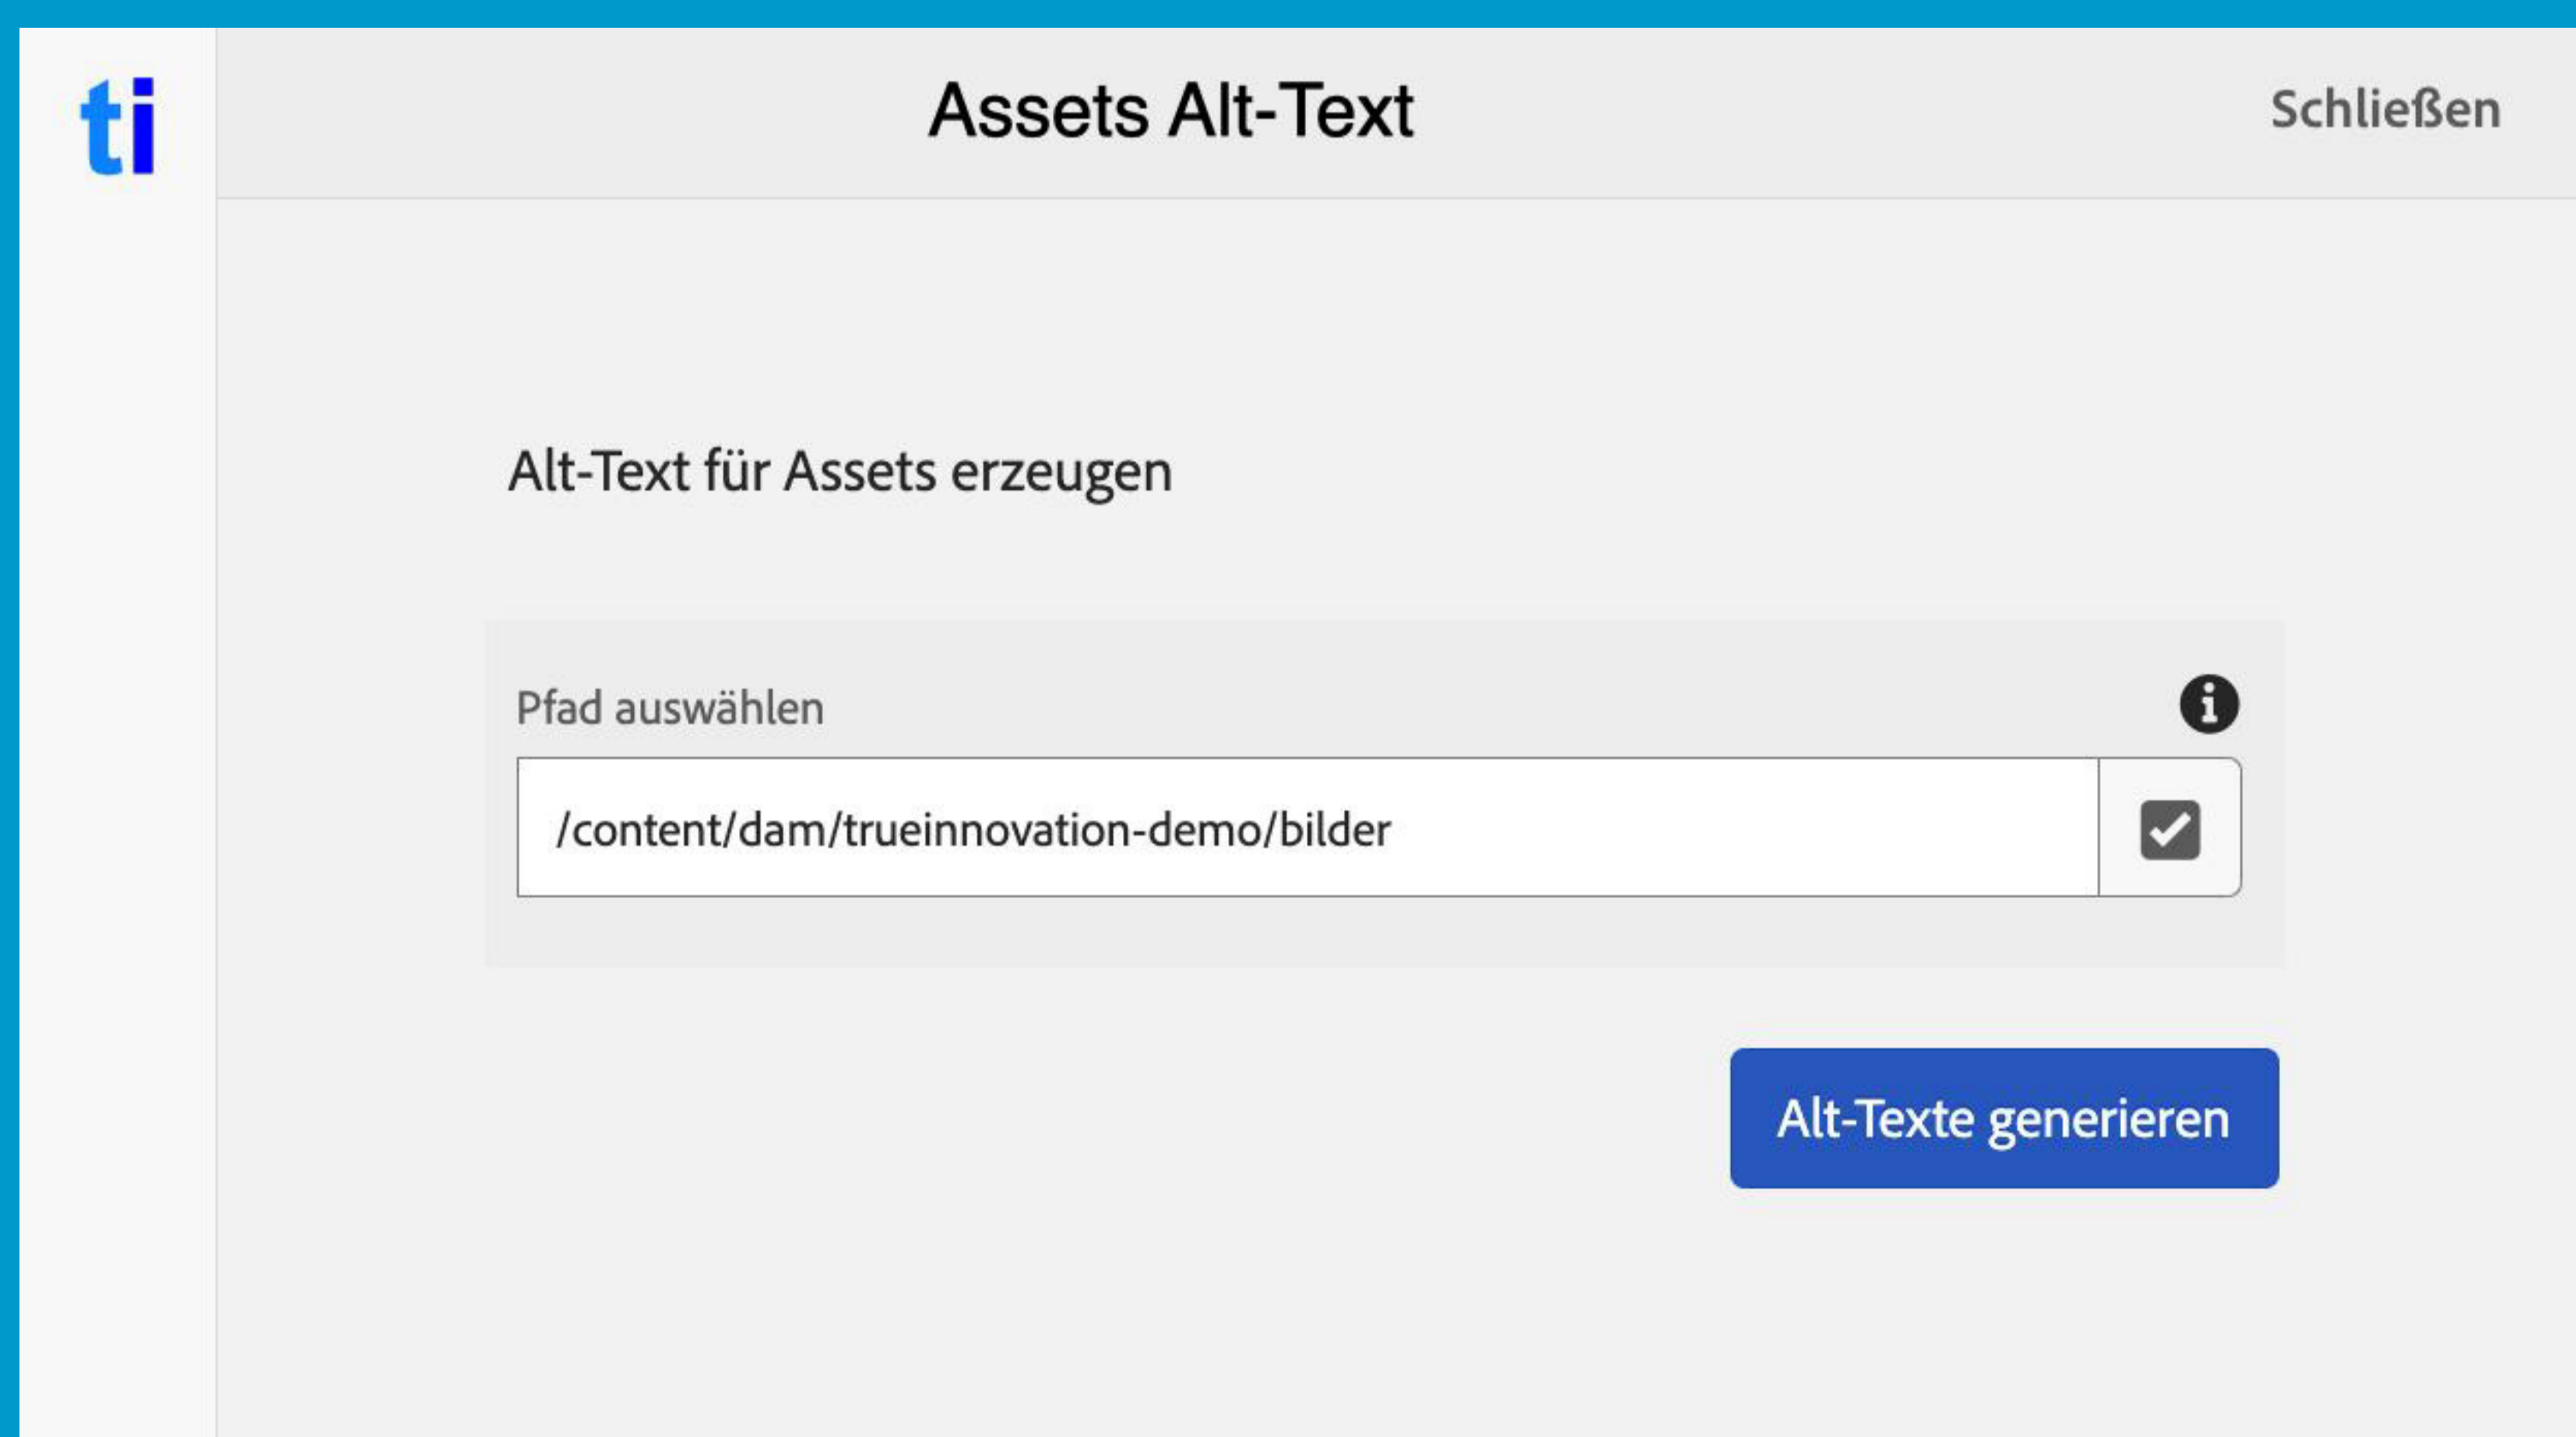 ti
Assets Alt-Text
Schließen
Alt-Text für Assets erzeugen
Pfad auswählen
/content/dam/trueinnovation-demo/bilder
Alt-Texte generieren